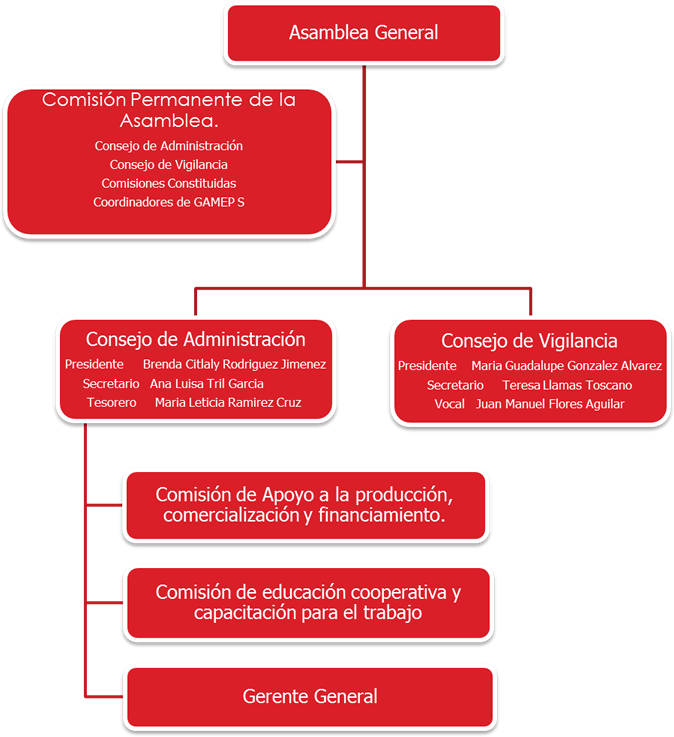 Asamblea General
Comisión Permanente de la
Asamblea.
Consejo de Administración
Consejo de Vigilancia
Comisiones Constituidas
Coordinadores de GAMEP S
Consejo de Administración
Presidente Brenda Citlaly Rodriguez Jimenez
Secretario Ana Luisa Tril Garcia
Tesorero Maria Leticia Ramirez Cruz
Consejo de Vigilancia
Presidente Maria Guadalupe Gonzalez Alvarez
Secretario Teresa Llamas Toscano
Vocal Juan Manuel Flores Aguilar
Comisión de Apoyo a la producción,
comercialización y financiamiento.
Comisión de educación cooperativa y
capacitación para el trabajo
Gerente General